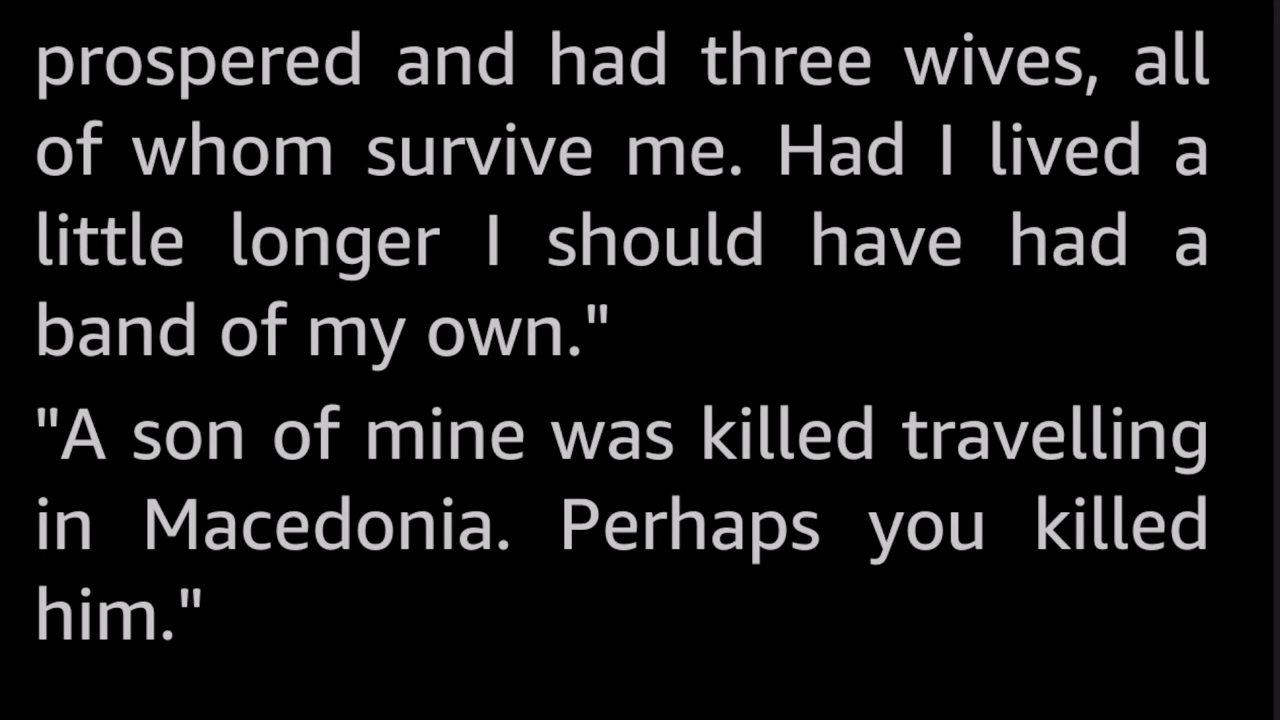 prospered and had three wives, all
of whom survive me. Had I lived a
little longer I should have had a
band of my own."
"A son of mine was killed travelling
in Macedonia. Perhaps you killed
him."